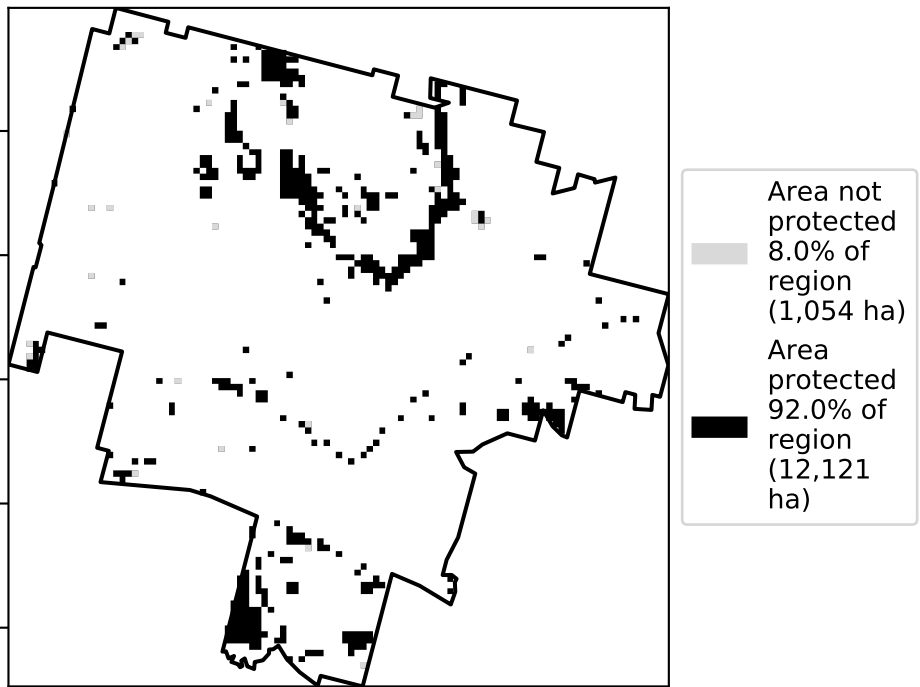 Area not
protected
8.0% of
region
(1,054 ha)
Area
protected
92.0% of
region
(12,121
ha)